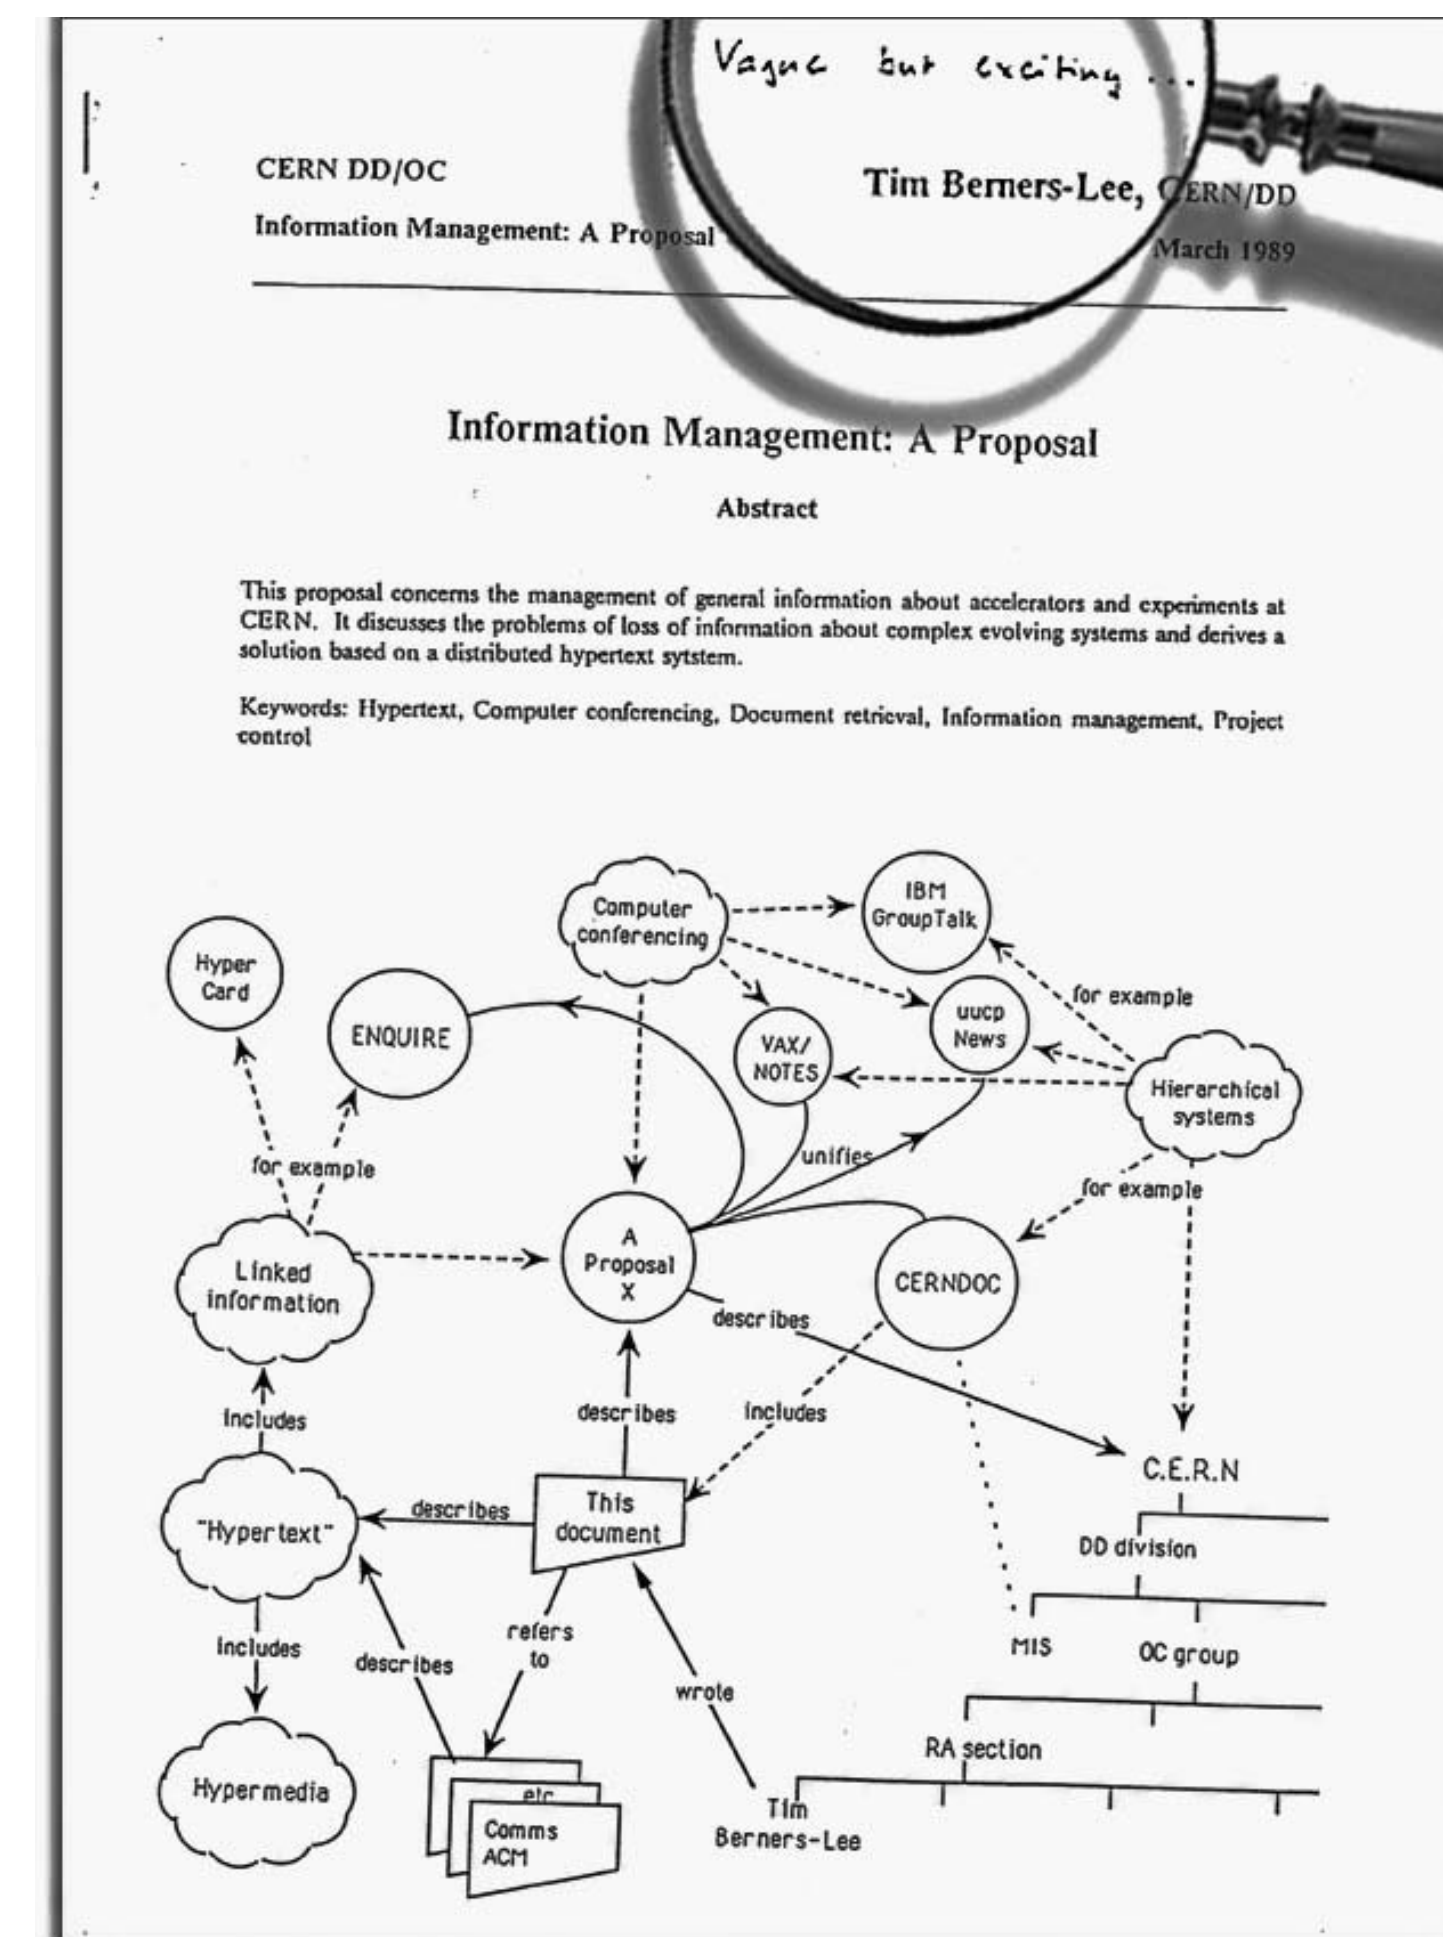 Vague but exciting ...
CERN DD/OC
Tim Berners-Lee, CERN/DD
Information Management: A Proposal
March 1989
Information Management: A Proposal
Abstract
This proposal concerns the management of general information about accelerators and experiments at
CERN. It discusses the problems of loss of information about complex evolving systems and derives a
solution based on a distributed hypertext sytstem.
Keywords: Hypertext, Computer conferencing, Document retrieval, Information management, Project
control
IBM
GroupTalk
Computer
conferencing
Hyper
Card
ENQUIRE
uucp
News
for example
VAX/
NOTES
Hierarchical
systems
unifies
for example
for example
A
Proposal
X
Linked
information
CERNDOC
describes
includes
describes
includes
C.E.R.N
This
document
describes
"Hypertext"
DD division
refers
to
includes
describes
MIS
OC group
wrote
RA section
Hypermedia
etc
Comms
ACM
Tim
Berners-Lee